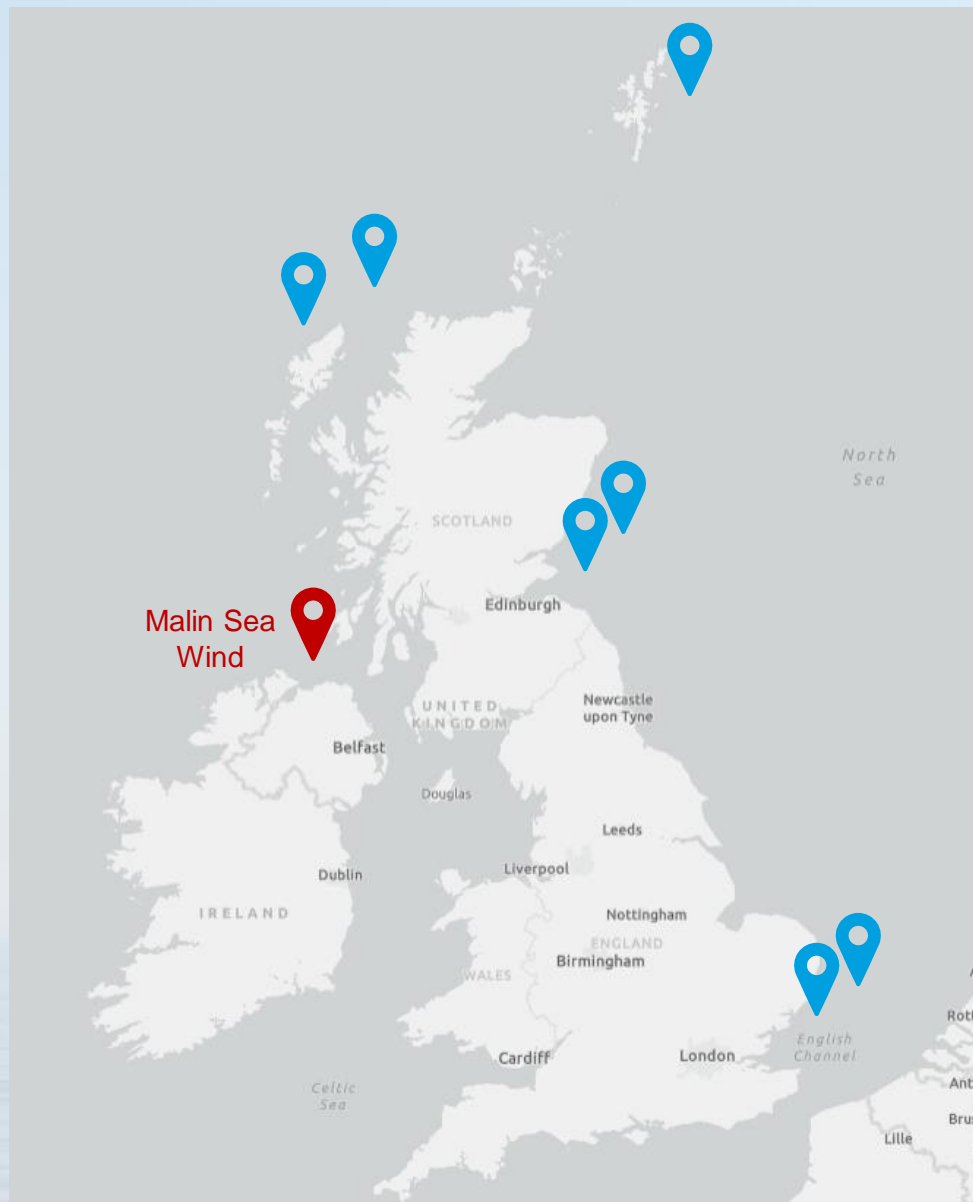 North
Sea
SCOTLAND
Edinburgh
Malin Sea
Wind
UNITED
KINGDOM
Newcastle
upon Tyne
Belfast
Douglas
Leeds
Liverpool
Dublin
IRELAND
Nottingham
ENGLAND
Birmingham
WALES
English
Channel
Cardiff
London
Celtic
Sea
Lille